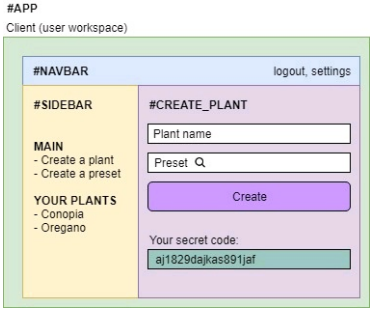 #APP
Client (user workspace)
#NAVBAR
logout, settings
#SIDEBAR
MAIN
- Create a plant
- Create a preset
YOUR PLANTS
- Conopia
- Oregano
#CREATE_PLANT
Plant name
Preset
Create
Your secret code:
aj1829dajkas891jaf